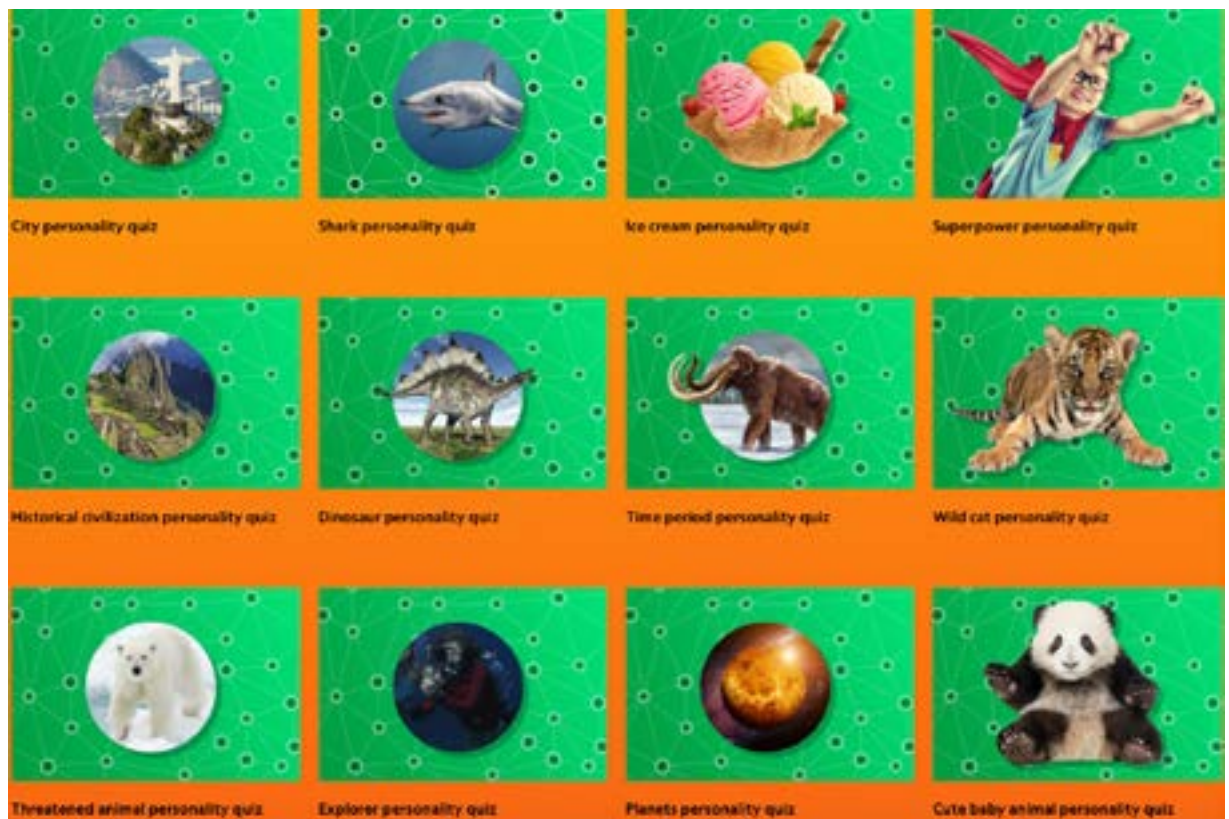 City personality quiz
Shark personality quiz
Ice cream personality quiz
Superpower personality quiz
Historical civilization personality quiz
Dinosaur personality quiz
Time period personality quiz
Wild cat personality quiz
Threatened animal personality quiz
Explorer personality quiz
Planets personality quiz
Cute baby animal personality quiz